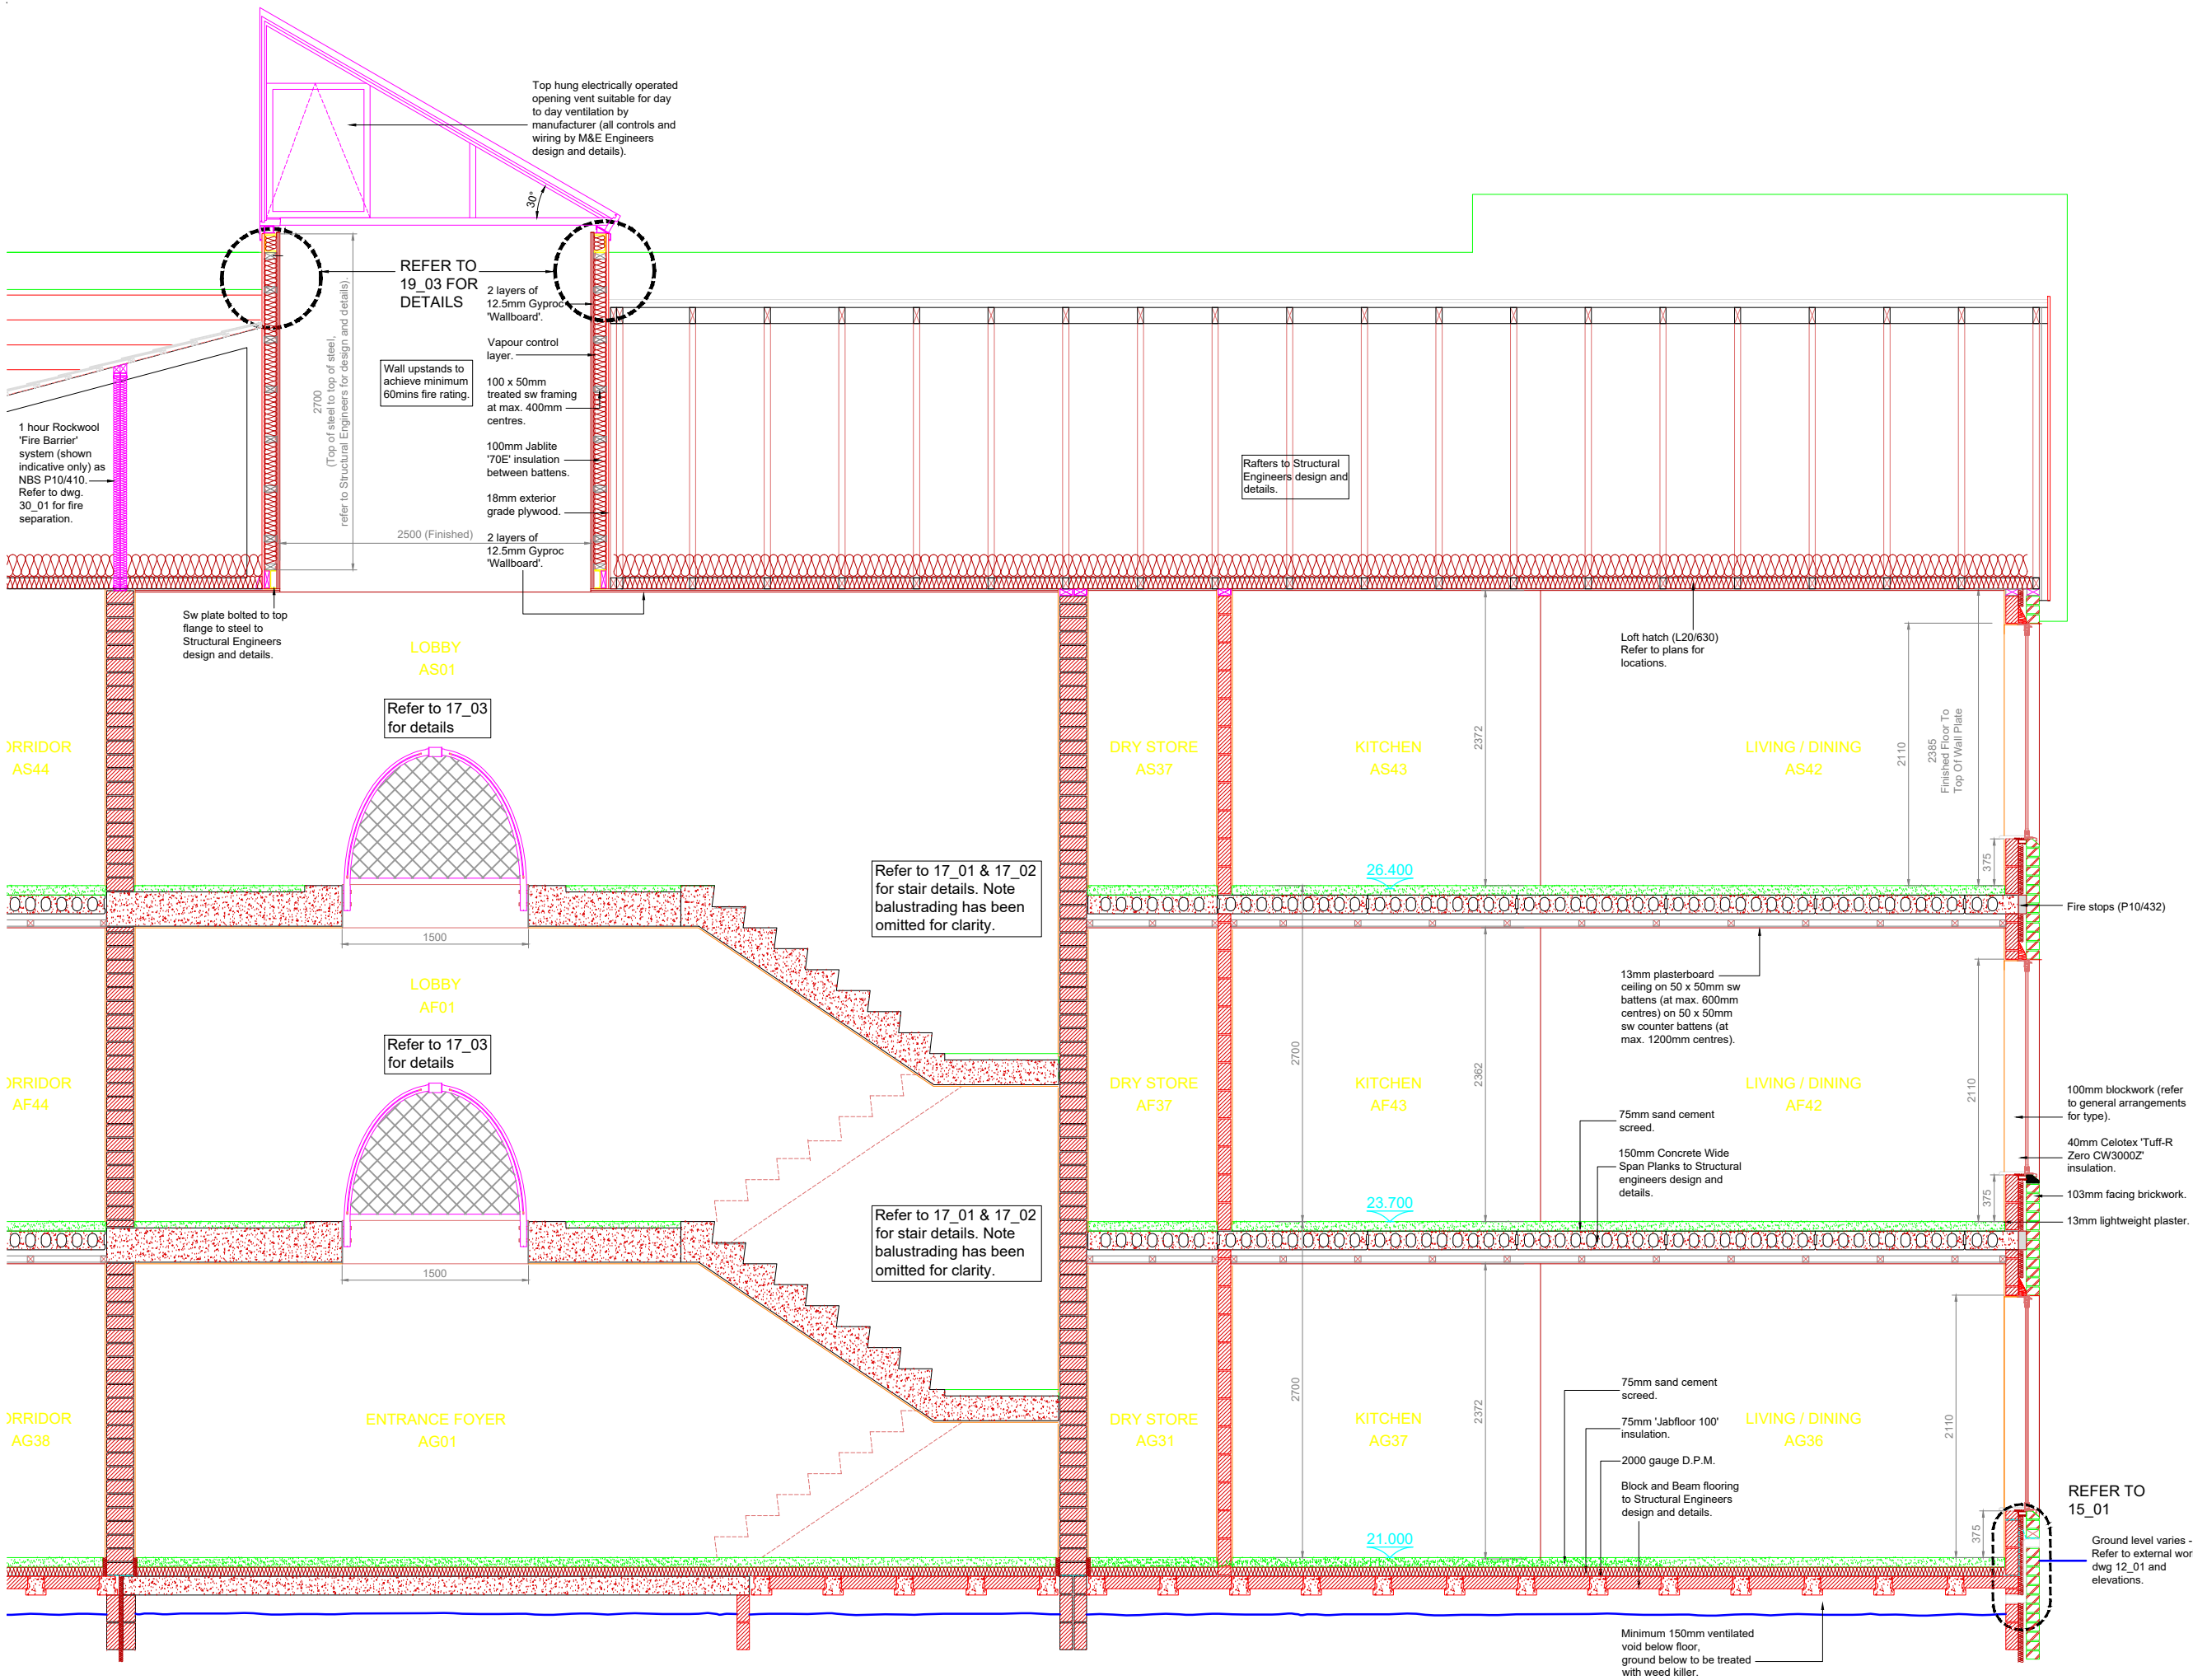 Top hung electrically operated
opening vent suitable for day
to day ventilation by
manufacturer (all controls and
wiring by M&E Engineers
design and details).
30°
REFER TO
19_03 FOR
DETAILS
2700
(Top of steel to top of steel,
refer to Structural Engineers for design and details).
Wall upstands to
achieve minimum
60mins fire rating.
2 layers of
12.5mm Gyproc
'Wallboard'.
Vapour control
layer.
100 x 50mm
treated sw framing
at max. 400mm
centres.
100mm Jablite
'70E' insulation
between battens.
18mm exterior
grade plywood.
2 layers of
12.5mm Gyproc
'Wallboard'.
2500 (Finished)
1 hour Rockwool
'Fire Barrier'
system (shown
indicative only) as
NBS P10/410.
Refer to dwg.
30_01 for fire
separation.
Rafters to Structural
Engineers design and
details.
Sw plate bolted to top
flange to steel to
Structural Engineers
design and details.
Loft hatch (L20/630)
Refer to plans for
locations.
LOBBY
AS01
Refer to 17_03
for details
ORRIDOR
AS44
DRY STORE
AS37
KITCHEN
AS43
2372
LIVING / DINING
AS42
2110
2385
Finished Floor To
Top Of Wall Plate
375
26.400
Refer to 17_01 & 17_02
for stair details. Note
balustrading has been
omitted for clarity.
Fire stops (P10/432)
1500
LOBBY
AF01
Refer to 17_03
for details
13mm plasterboard
ceiling on 50 x 50mm sw
battens (at max. 600mm
centres) on 50 x 50mm
sw counter battens (at
max. 1200mm centres).
ORRIDOR
AF44
DRY STORE
AF37
2700
KITCHEN
AF43
2362
LIVING / DINING
AF42
2110
375
100mm blockwork (refer
to general arrangements
for type).
40mm Celotex 'Tuff-R
Zero CW3000Z'
insulation.
103mm facing brickwork.
13mm lightweight plaster.
75mm sand cement
screed.
150mm Concrete Wide
Span Planks to Structural
engineers design and
details.
23.700
Refer to 17_01 & 17_02
for stair details. Note
balustrading has been
omitted for clarity.
1500
ORRIDOR
AG38
ENTRANCE FOYER
AG01
DRY STORE
AG31
2700
KITCHEN
AG37
2372
LIVING / DINING
AG36
2110
375
75mm sand cement
screed.
75mm 'Jabfloor 100'
insulation.
2000 gauge D.P.M.
Block and Beam flooring
to Structural Engineers
design and details.
21.000
REFER TO
15_01
Ground level varies -
Refer to external wor
dwg 12_01 and
elevations.
Minimum 150mm ventilated
void below floor,
ground below to be treated
with weed killer.